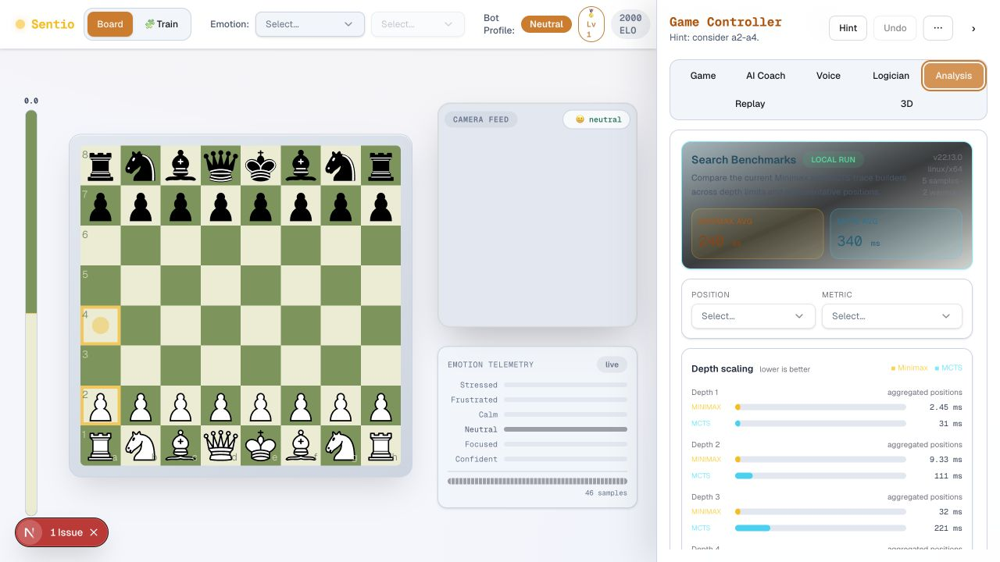 Sentio
Board
Train
Emotion:
Select...
Select...
Bot Profile:
Neutral
Lv 1
2000 ELO
0.0
8
7
6
5
4
3
2
1
a
d
e
f
g
h
CAMERA FEED
neutral
EMOTION TELEMETRY
live
Stressed
Frustrated
Calm
Neutral
Focused
Confident
46 samples
1 Issue
Game Controller
Hint: consider a2-a4.
Hint
Undo
...
Game
AI Coach
Voice
Logician
Analysis
Replay
3D
Search Benchmarks
LOCAL RUN
v22.13.0
linux/x64
5 samples ·
Compare the current Minimax trace builders
across depth limits and positions.
MINIMAX AVG
240 ms
MCTS AVG
340 ms
POSITION
Select...
METRIC
Select...
Depth scaling lower is better
Minimax
MCTS
Depth 1 aggregated positions
MINIMAX 2.45 ms
MCTS 31 ms
Depth 2 aggregated positions
MINIMAX 9.33 ms
MCTS 111 ms
Depth 3 aggregated positions
MINIMAX 32 ms
MCTS 221 ms
Depth 4 aggregated positions